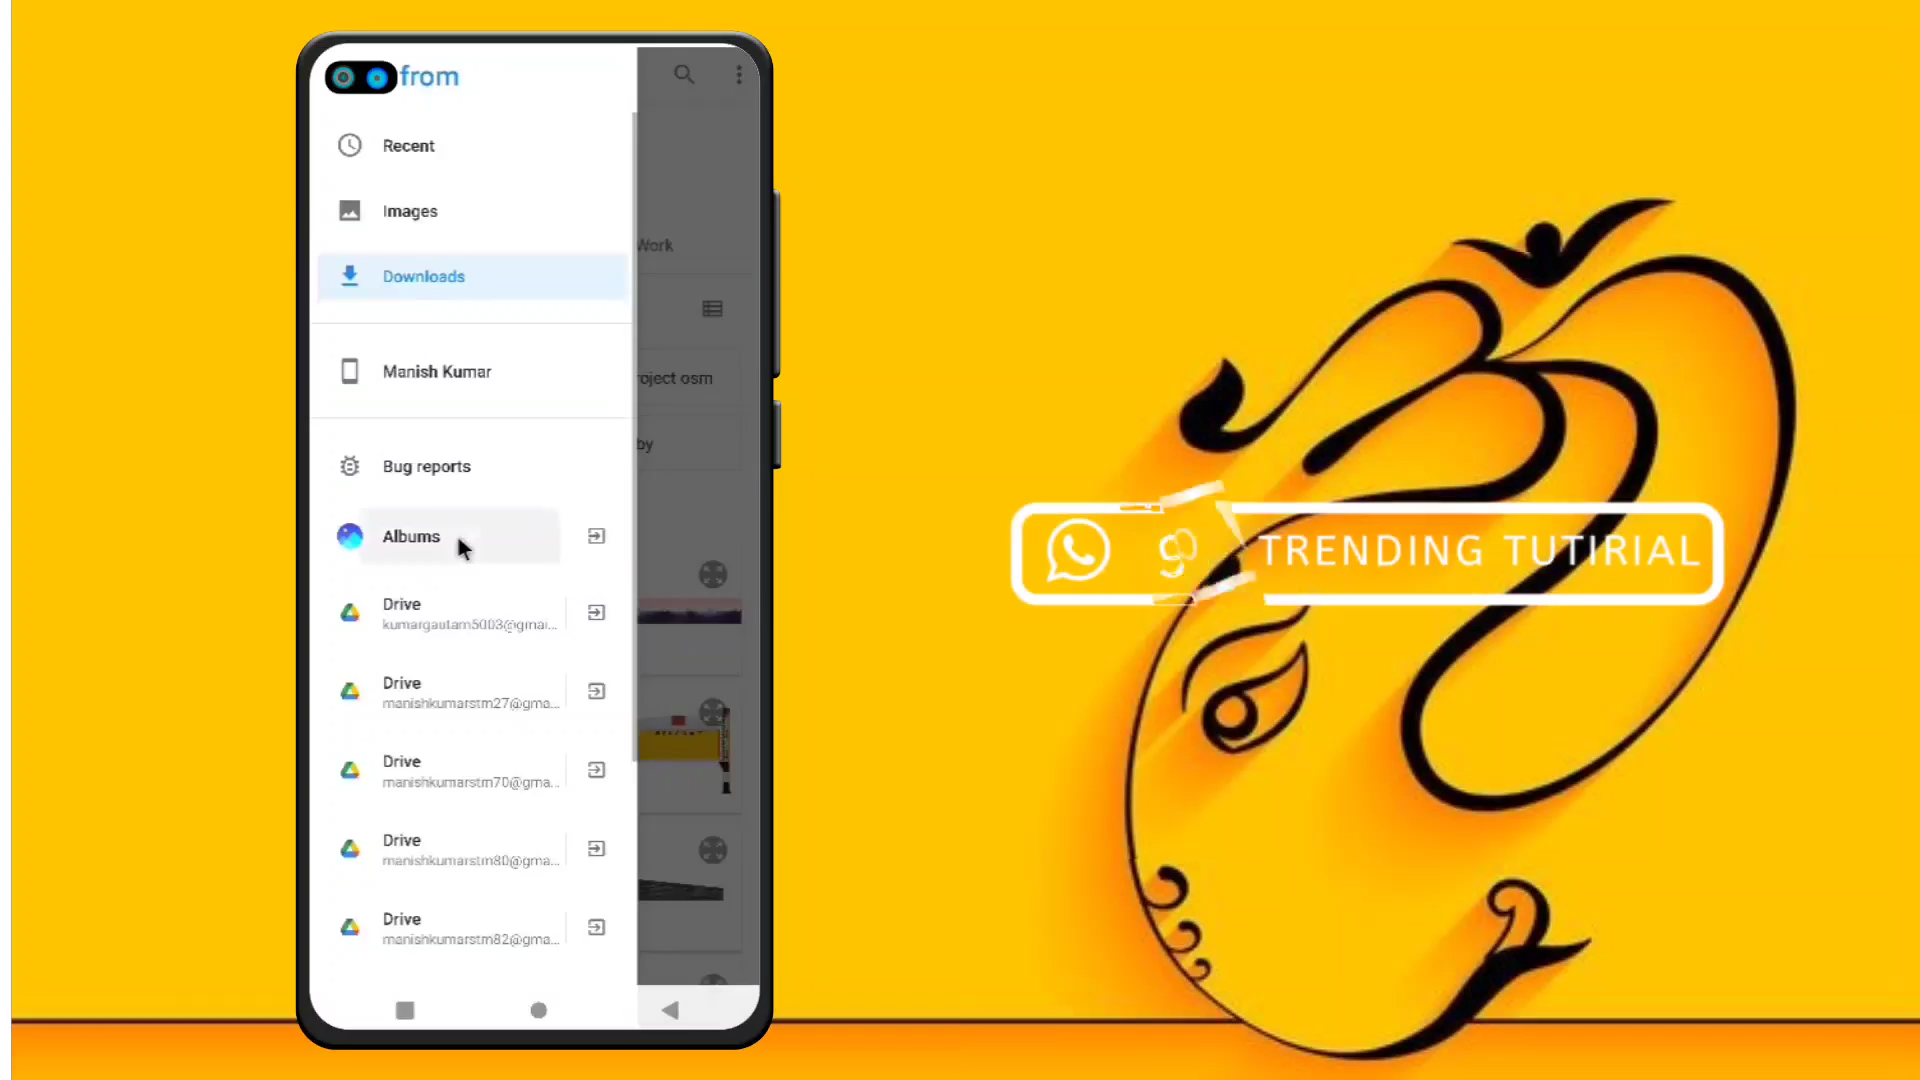 from
Recent
Images
Downloads
Work
Manish Kumar
roject osm
by
Bug reports
Albums
Drive
kumargautam5003@gmai...
Drive
manishkumarstm27@gma...
Drive
manishkumarstm70@gma...
Drive
manishkumarstm80@gma...
Drive
manishkumarstm82@gma...
TRENDING TUTIRIAL